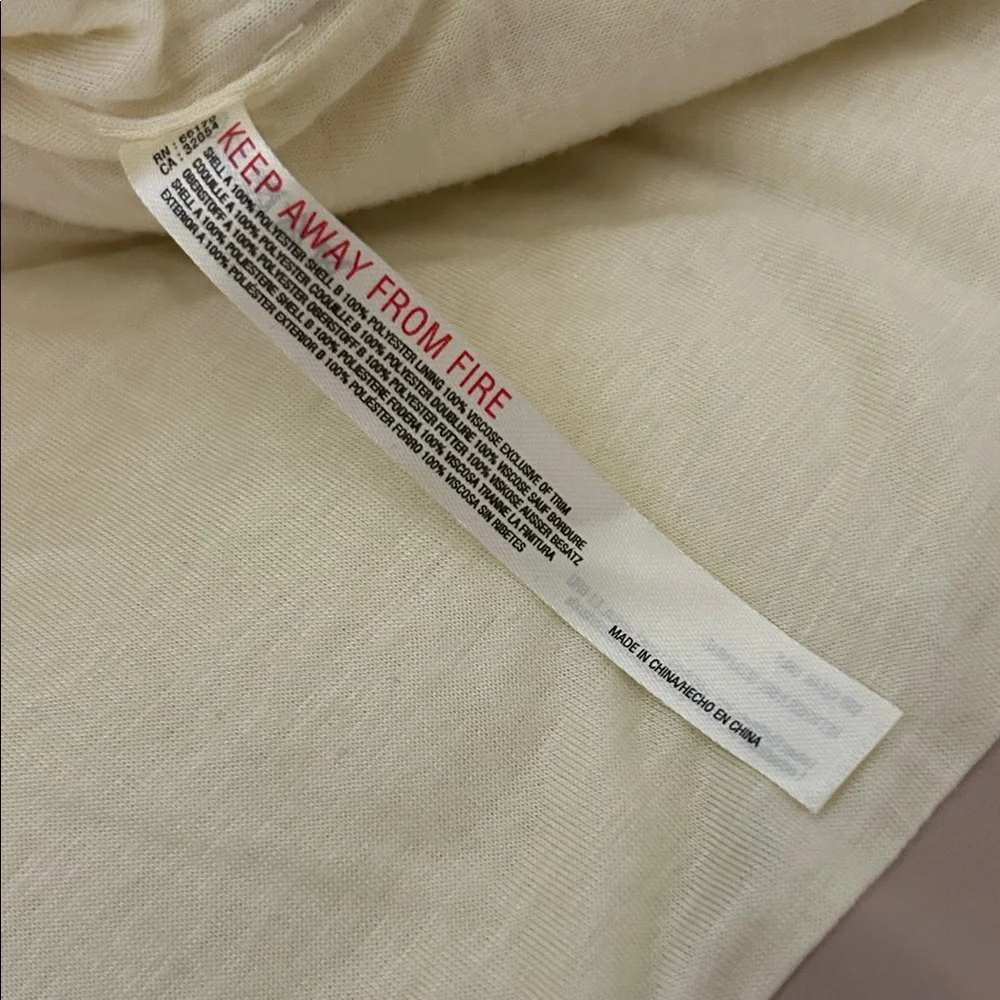 RN : 66170
CA : 32054
KEEP AWAY FROM FIRE
SHELL A 100% POLYESTER SHELL B 100% POLYESTER LINING 100% VISCOSE EXCLUSIVE OF TRIM
COQUILLE A 100% POLYESTER COQUILLE B 100% POLYESTER DOUBLURE 100% VISCOSE SAUF BORDURE
OBERSTOFF A 100% POLYESTER OBERSTOFF B 100% POLYESTER FUTTER 100% VISKOSE AUSSER BESATZ
SHELL A 100% POLIESTERE SHELL B 100% POLIESTERE FODERA 100% VISCOSA TRANNE LA FINITURA
EXTERIOR A 100% POLIÉSTER EXTERIOR B 100% POLIÉSTER FORRO 100% VISCOSA SIN RIBETES
MADE IN CHINA/HECHO EN CHINA